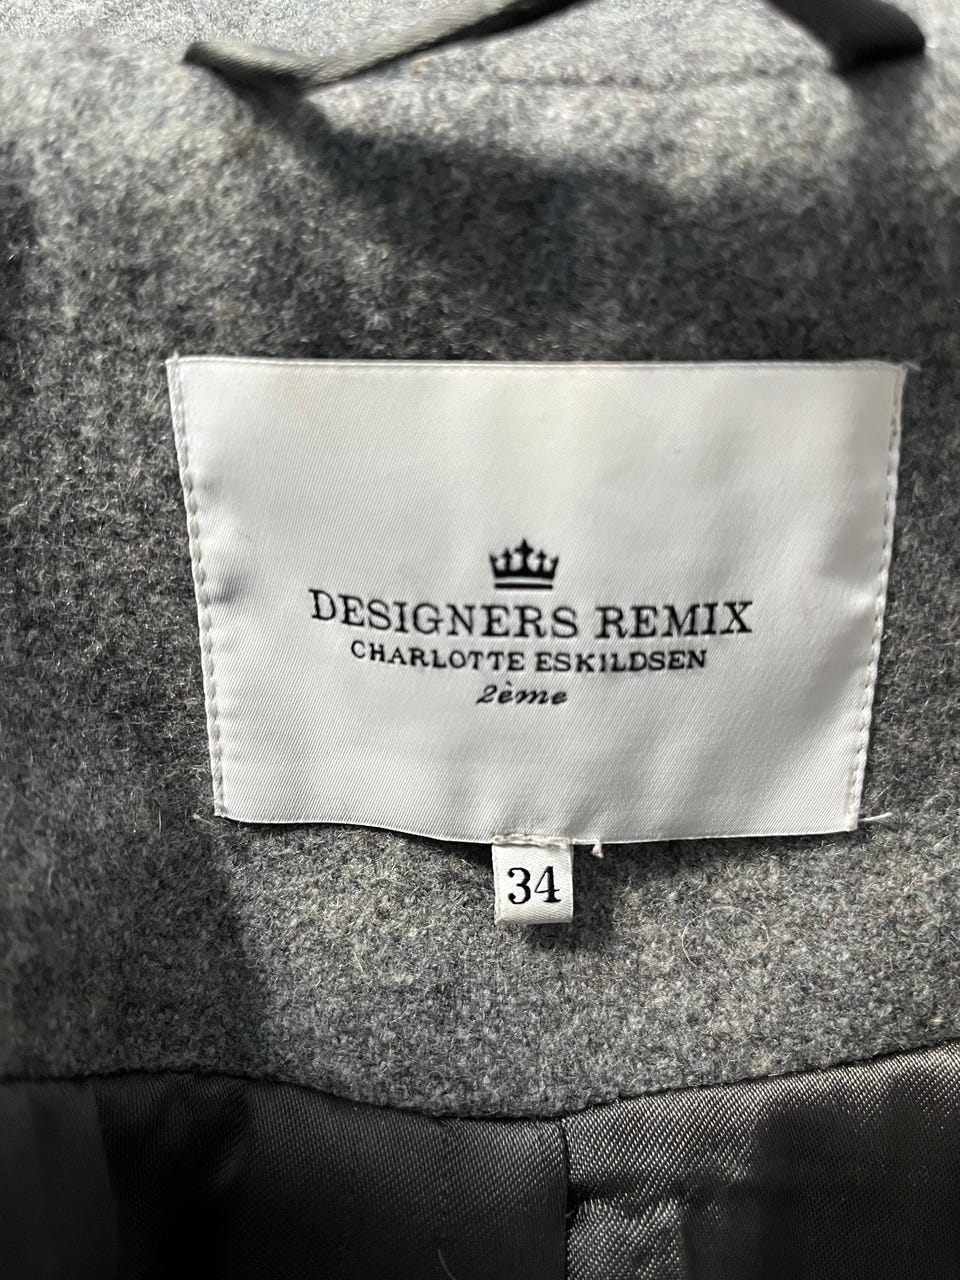 DESIGNERS REMIX
CHARLOTTE ESKILDSEN
2ème
34